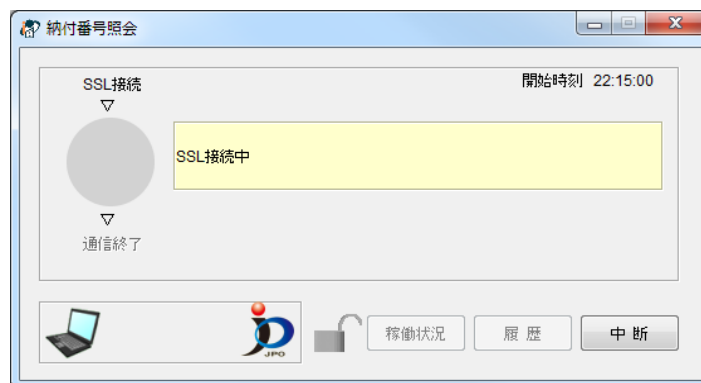 納付番号照会
SSL接続
開始時刻 22:15:00
▽
SSL接続中
▽
通信終了
JPO
稼働状況
履歴
中断